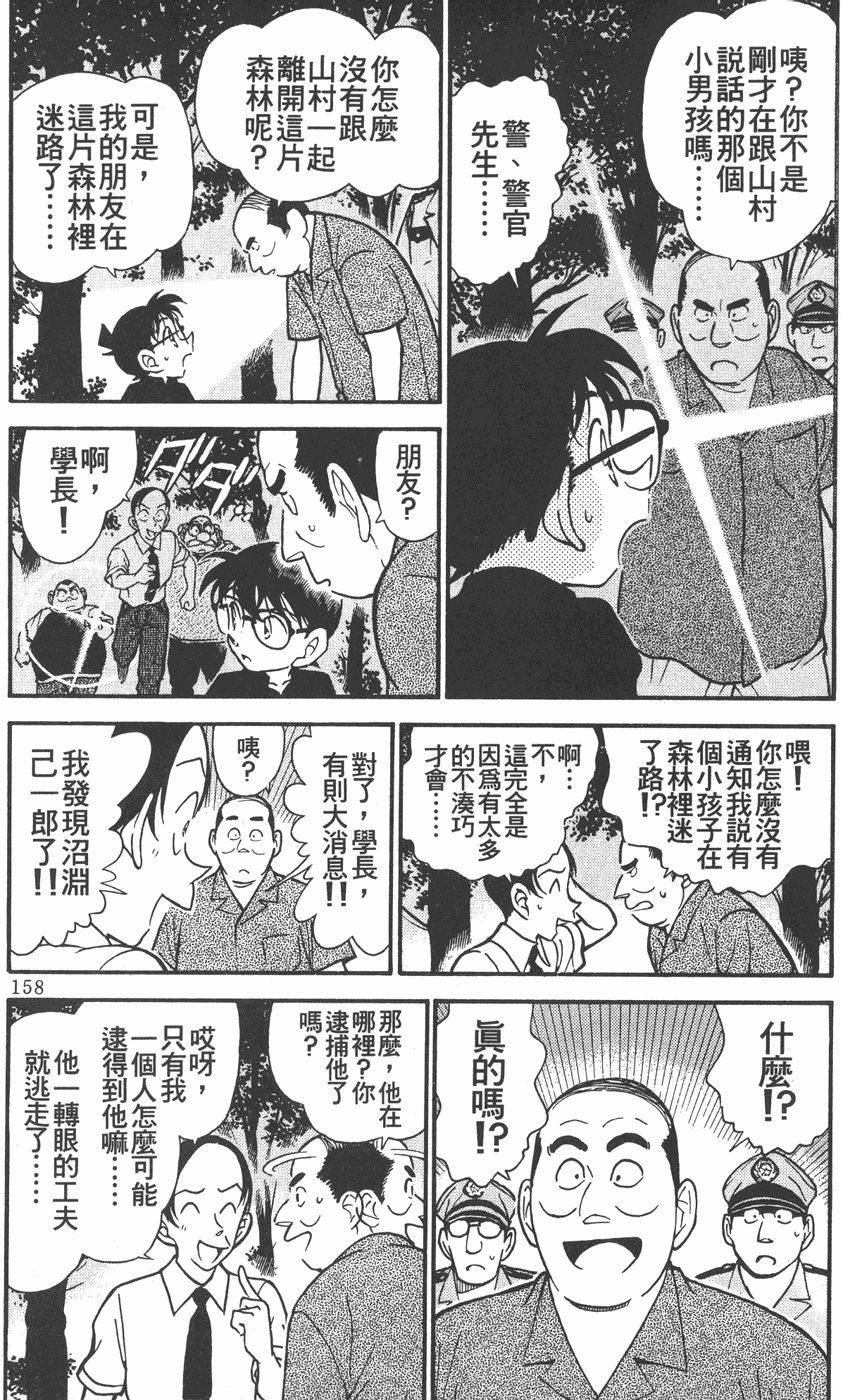 咦？你不是
剛才在跟山村
説話的那個
小男孩嗎……
警、警官
先生……
你怎麼
沒有跟
山村一起
離開這片
森林呢？
可是，
我的朋友在
這片森林裡
迷路了……
朋友？
ダダッ
啊，
學長！
喂！
你怎麼沒有
通知我説有
個小孩子在
森林裡迷
了路!?
啊…
不，
這完全是
因爲有太多
的不湊巧
才會……
對了，學長，
有則大消息!!
咦？
我發現沼淵
己一郎了!!
158
什麼!?
眞的嗎!?
那麼，他在
哪裡？你
逮捕他了
嗎？
哎呀，
只有我
一個人怎麼可能
逮得到他嘛……
他一轉眼的工夫
就逃走了……